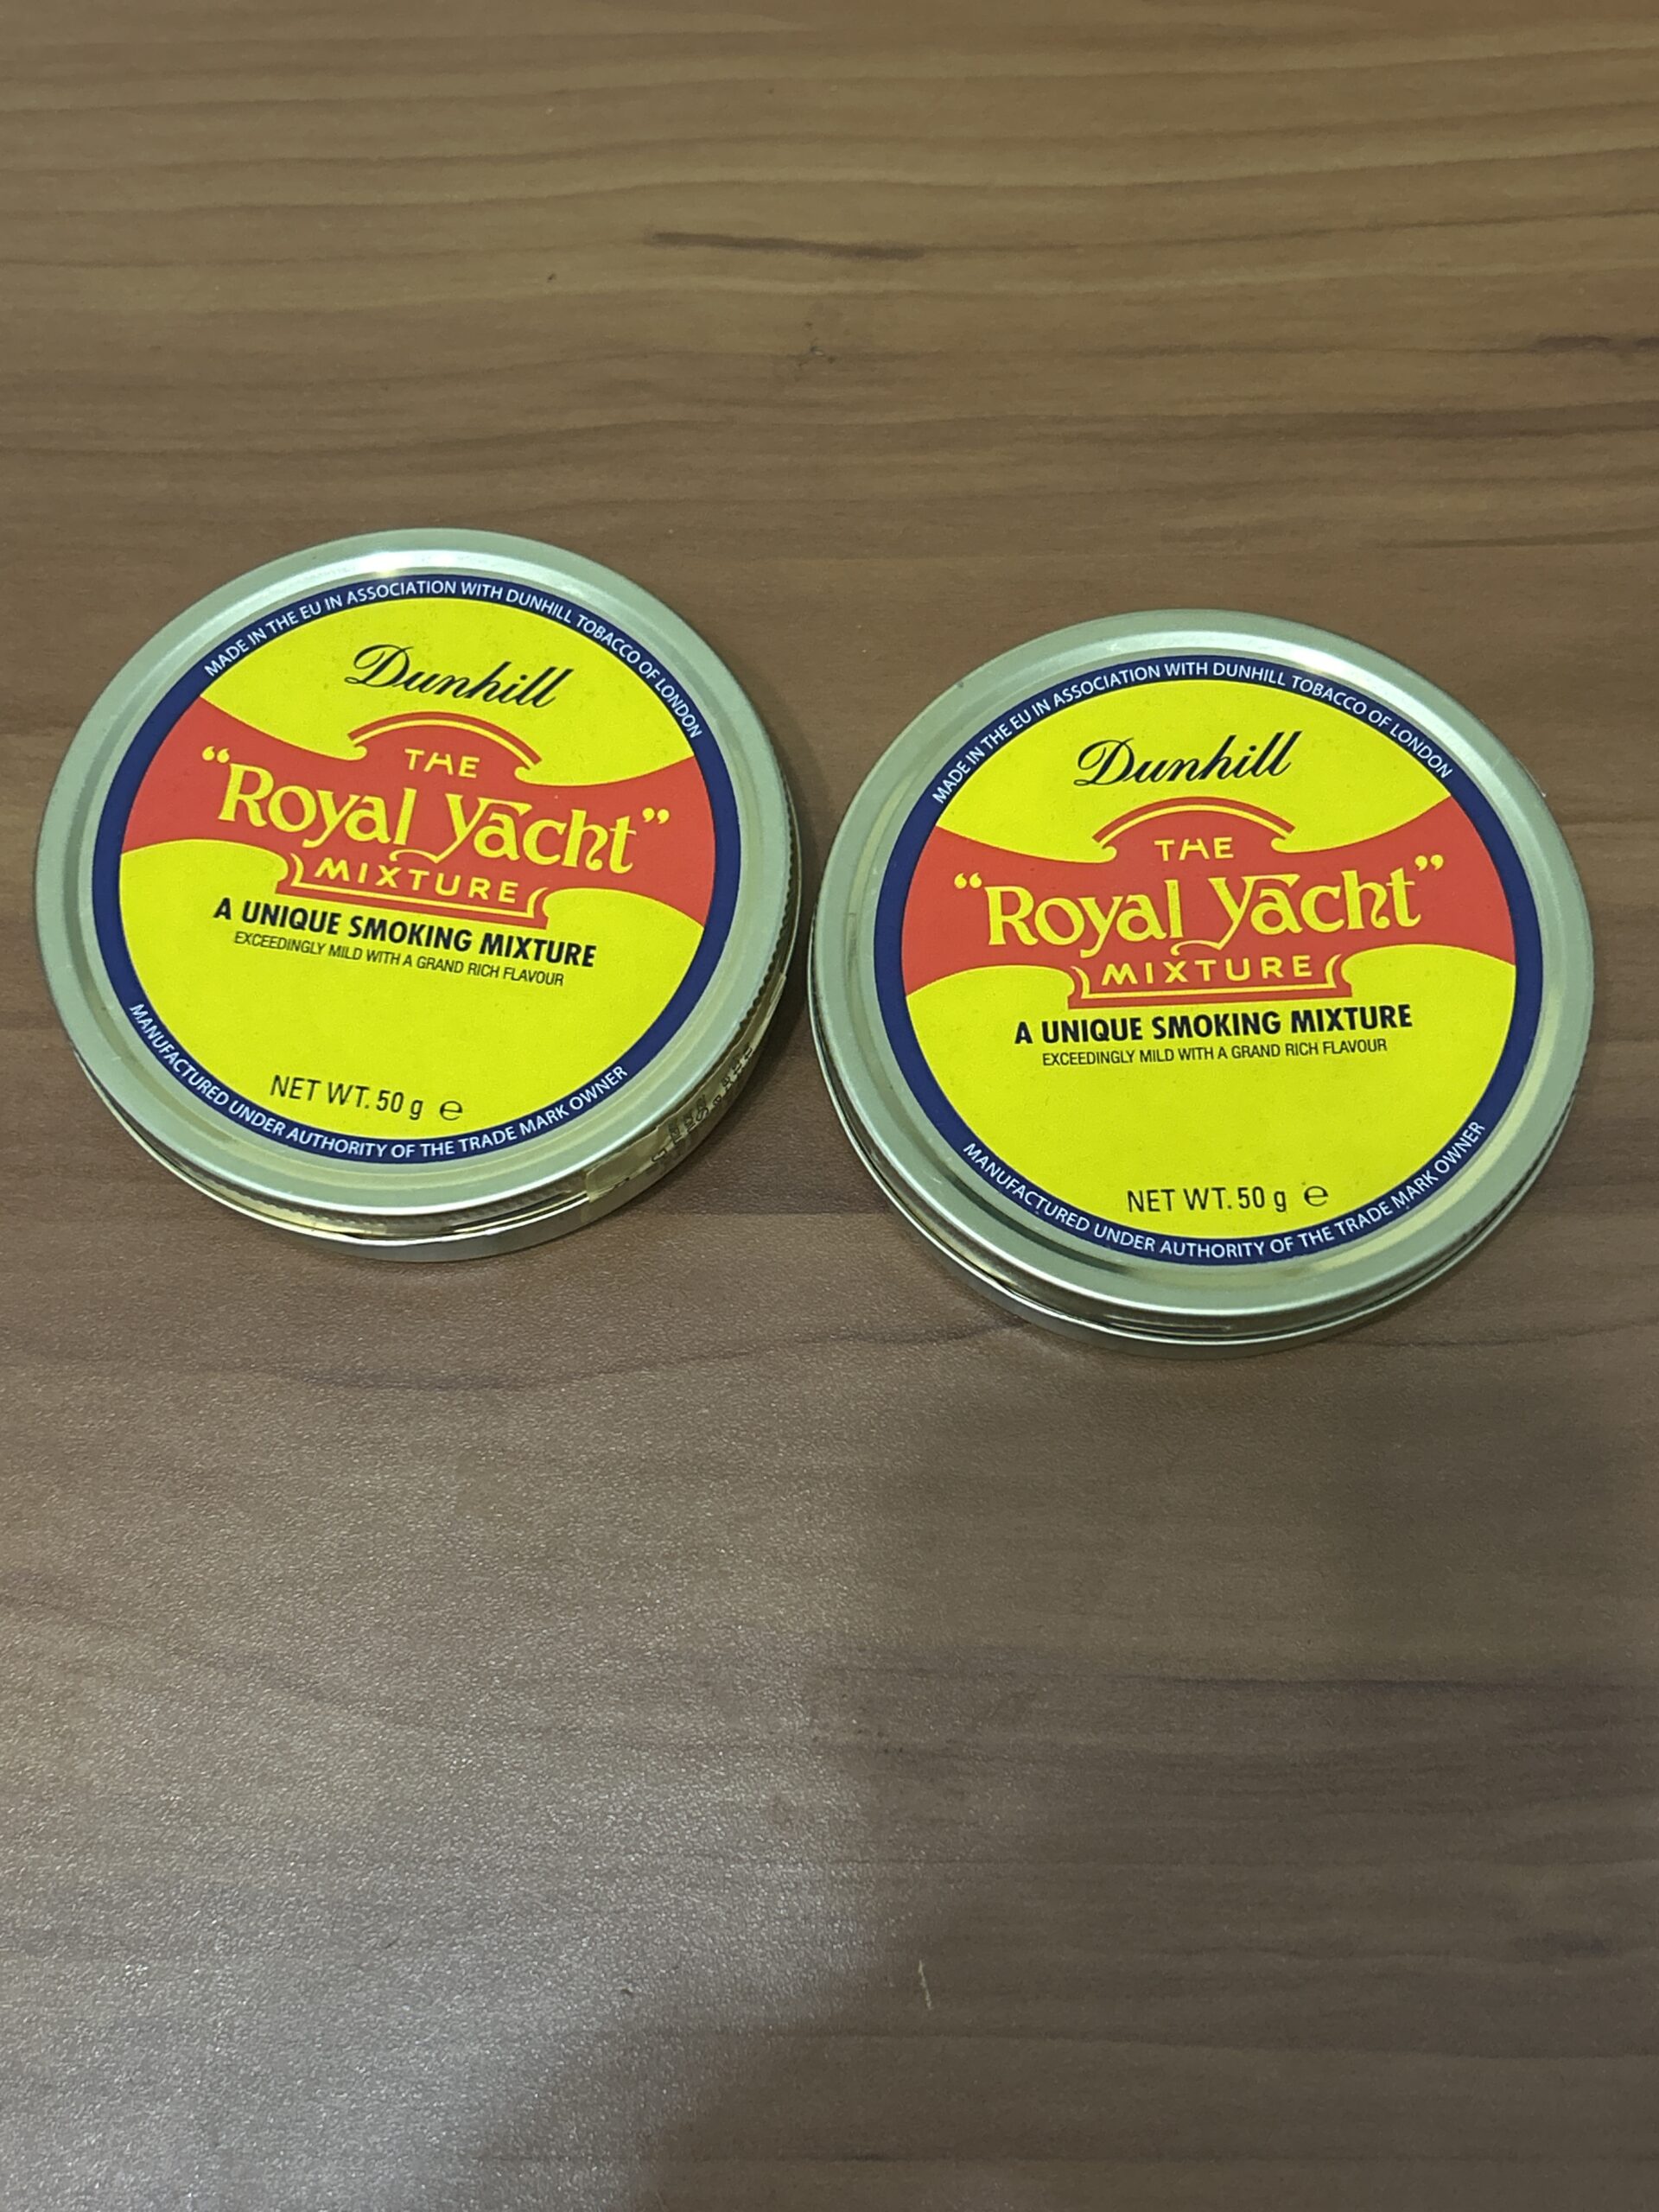 MADE IN THE EU IN ASSOCIATION WITH DUNHILL TOBACCO OF LONDON
Dunhill
THE
“Royal Yacht”
MIXTURE
A UNIQUE SMOKING MIXTURE
EXCEEDINGLY MILD WITH A GRAND RICH FLAVOUR
NET WT. 50 g ℮
MANUFACTURED UNDER AUTHORITY OF THE TRADE MARK OWNER
MADE IN THE EU IN ASSOCIATION WITH DUNHILL TOBACCO OF LONDON
Dunhill
THE
“Royal Yacht”
MIXTURE
A UNIQUE SMOKING MIXTURE
EXCEEDINGLY MILD WITH A GRAND RICH FLAVOUR
NET WT. 50 g ℮
MANUFACTURED UNDER AUTHORITY OF THE TRADE MARK OWNER